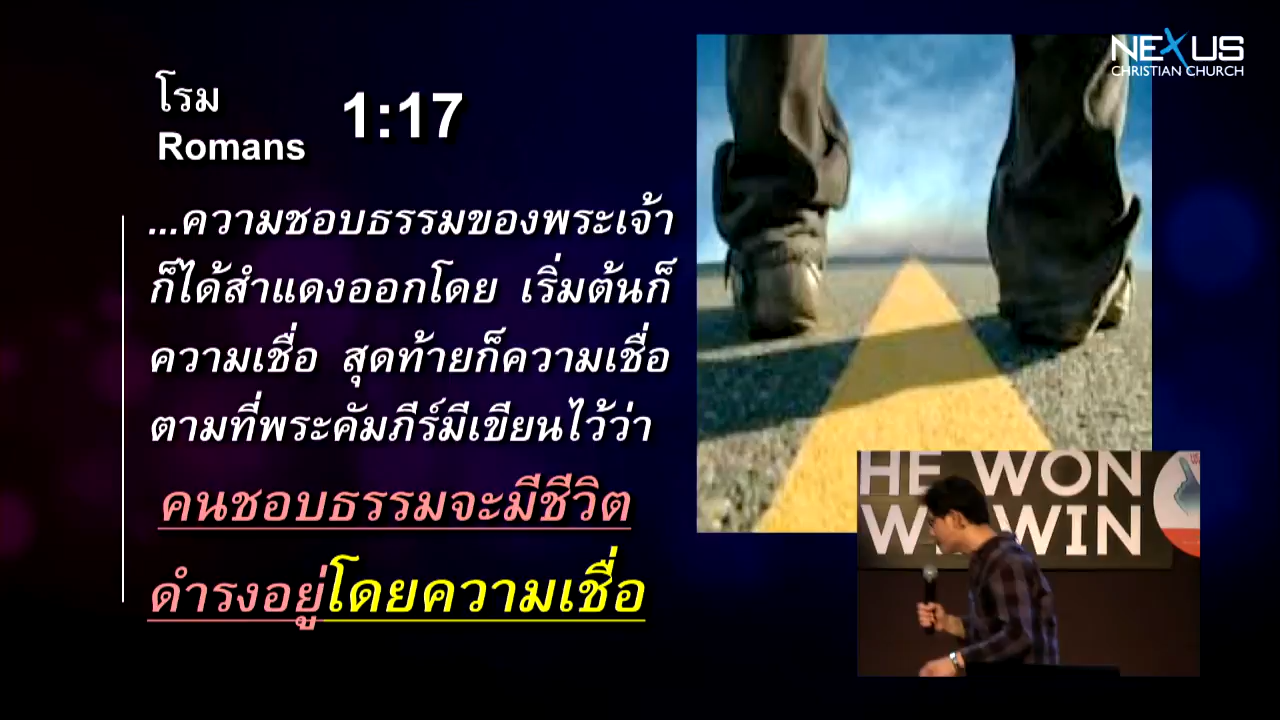 โรม
Romans
1:17
...ความชอบธรรมของพระเจ้า
ก็ได้สำแดงออกโดย เริ่มต้นก็
ความเชื่อ สุดท้ายก็ความเชื่อ
ตามที่พระคัมภีร์มีเขียนไว้ว่า
คนชอบธรรมจะมีชีวิต
ดำรงอยู่โดยความเชื่อ
NEXUS
CHRISTIAN CHURCH
HE WON
WIN